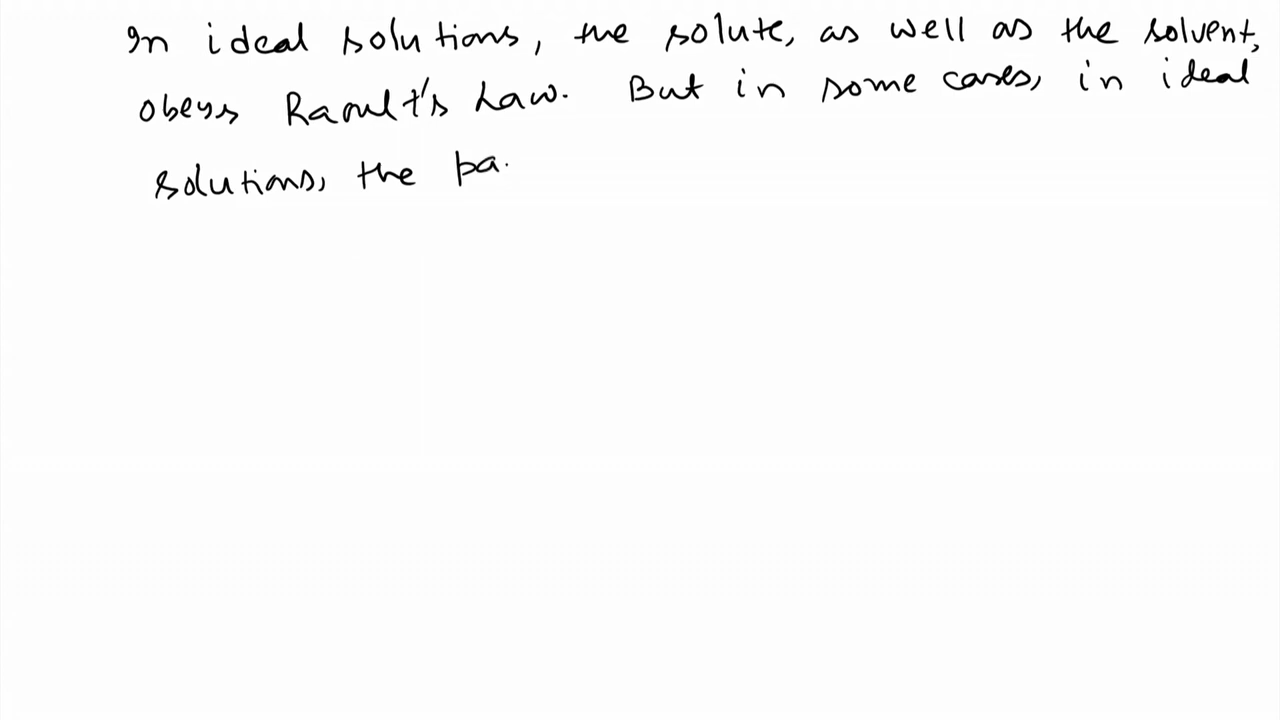 In ideal solutions, the solute, as well as the solvent,
obeys Raoult's Law. But in some cases, in ideal
solutions, the pa.